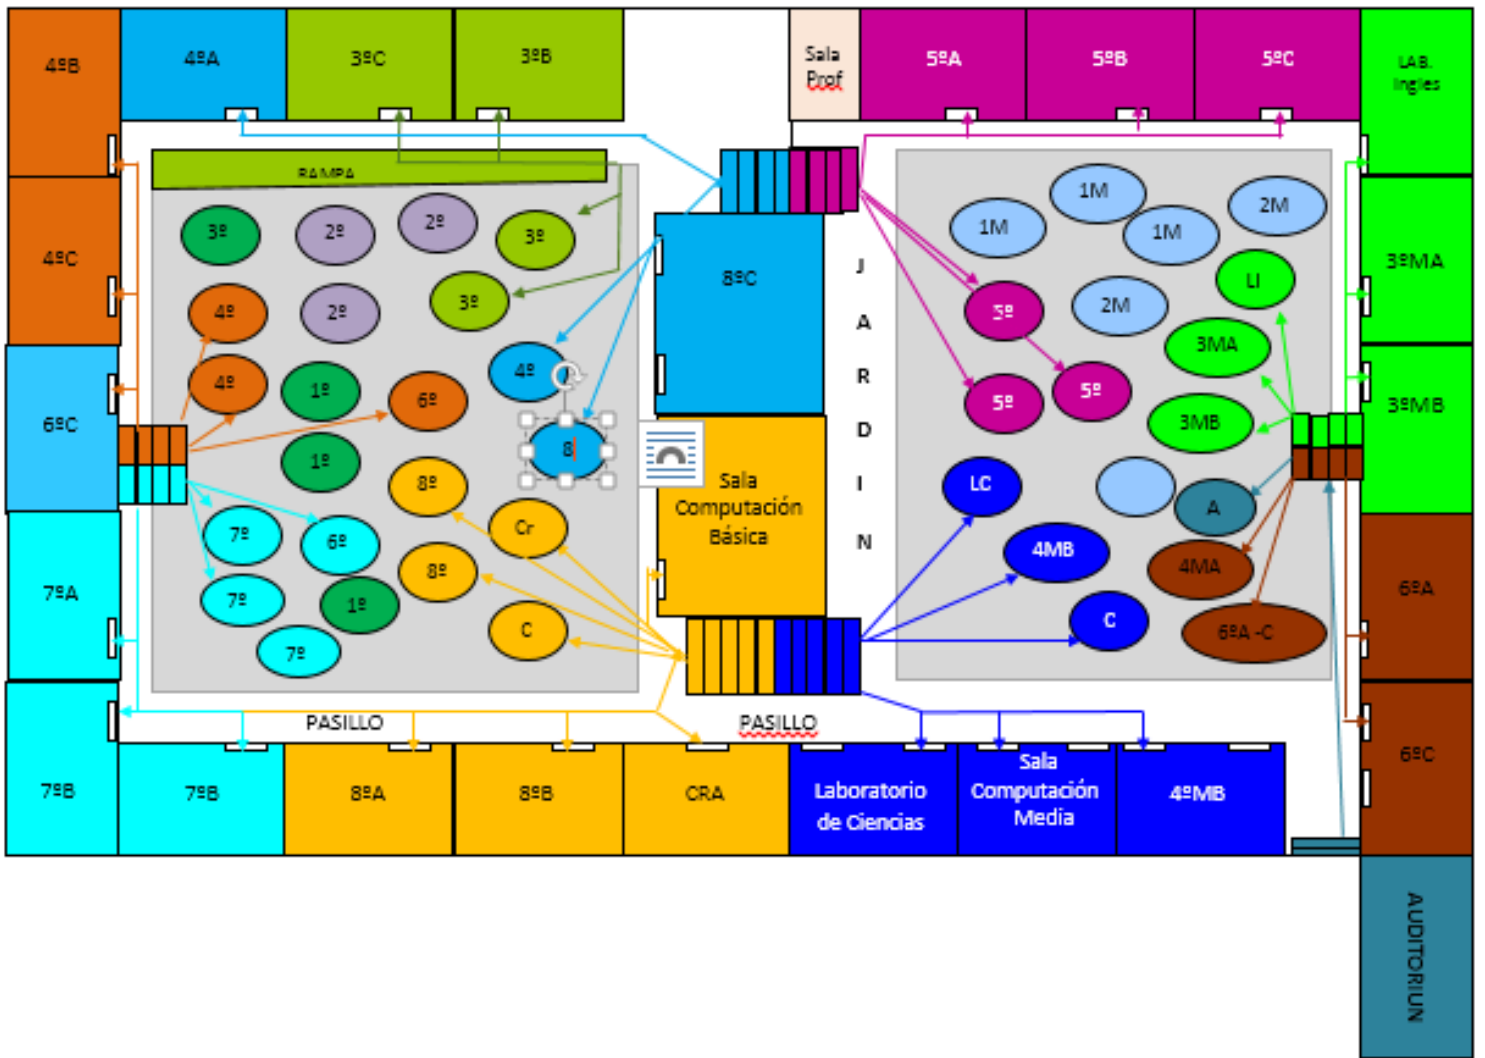 4ºB
4ºA
3ºC
3ºB
Sala
Prof
5ºA
5ºB
5ºC
LAB.
Ingles
RAMPA
3º
2º
2º
3º
3º
4º
2º
4º
4º
1º
6º
8
1º
8º
7º
6º
Cr
8º
7º
1º
C
7º
4ºC
6ºC
7ºA
7ºB
8ºC
Sala
Computación
Básica
J
A
R
D
I
N
1M
1M
1M
2M
LI
5º
2M
3MA
5º
5º
3MB
LC
A
4MB
4MA
C
6ºA -C
3ºMA
3ºMB
6ºA
6ºC
PASILLO
PASILLO
7ºB
8ºA
8ºB
CRA
Laboratorio
de Ciencias
Sala
Computación
Media
4ºMB
AUDITORIUN